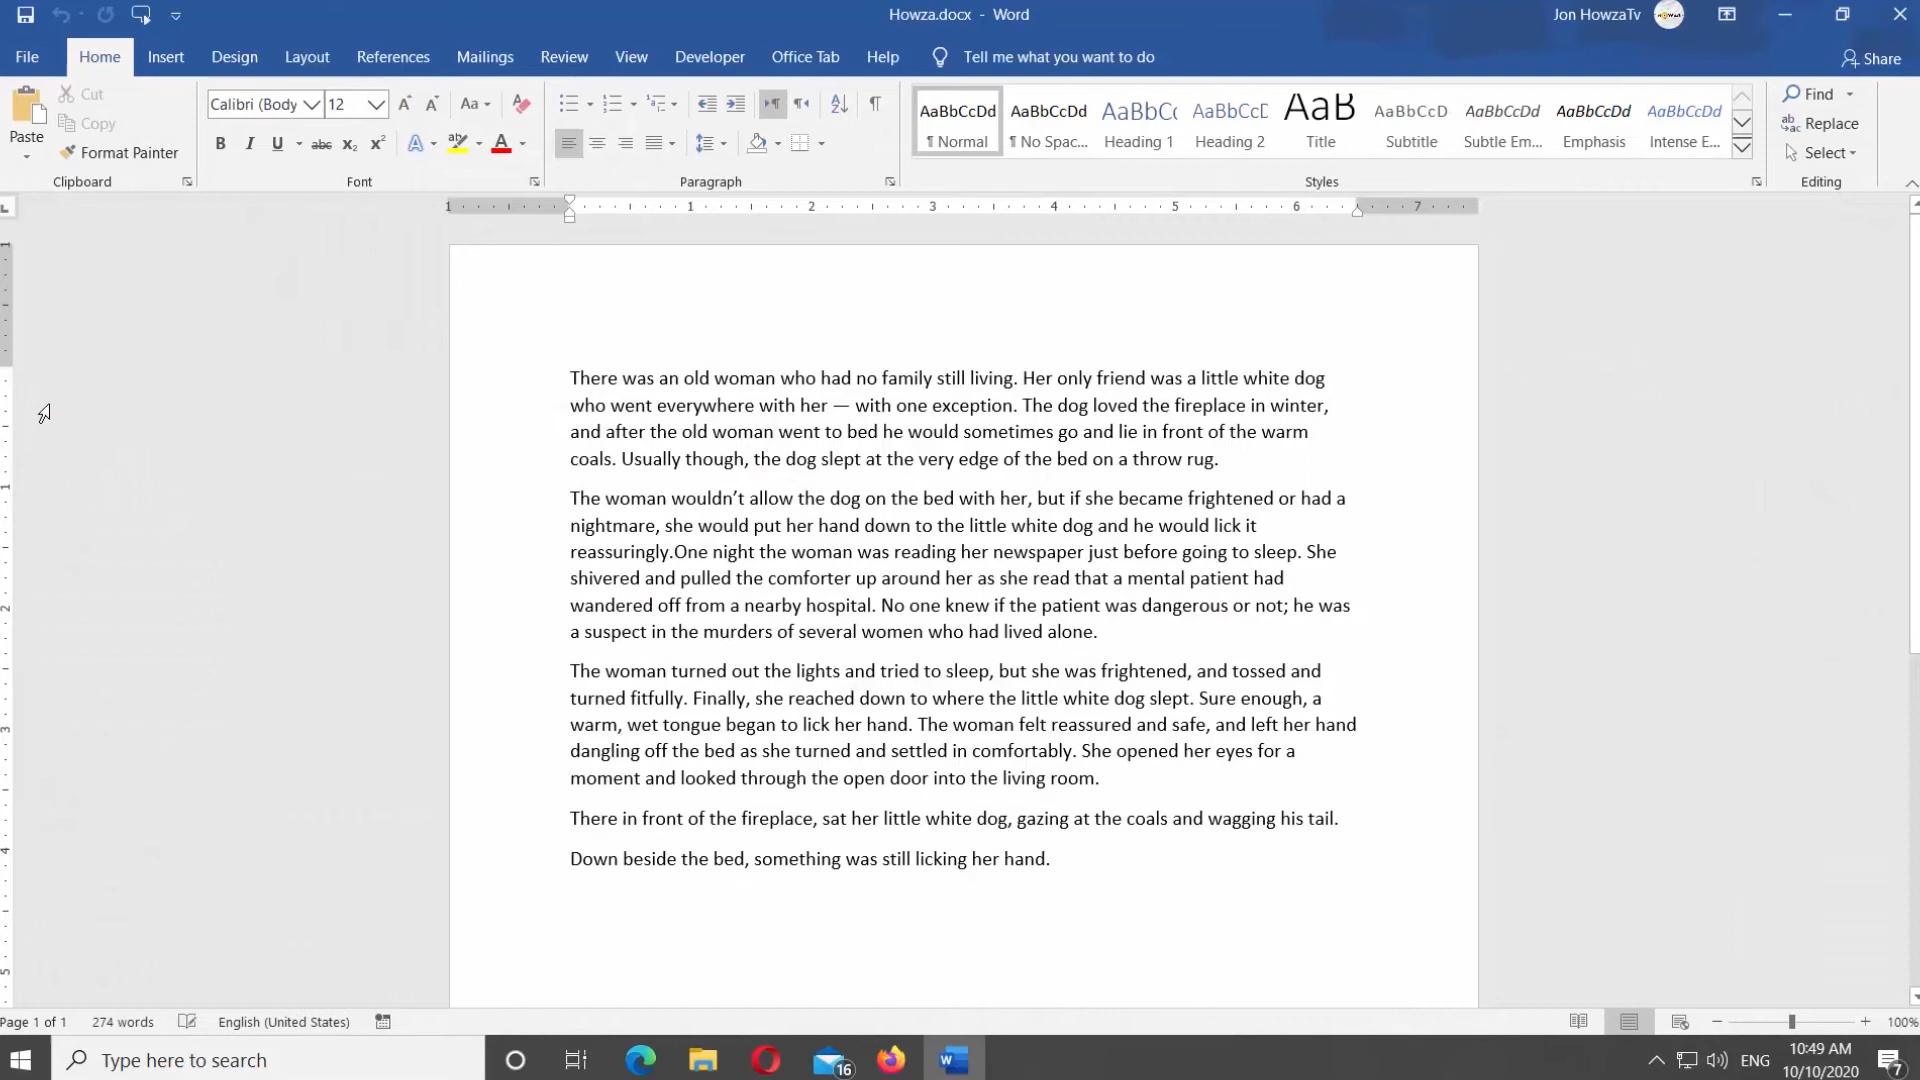 Howza.docx - Word
Jon HowzaTv
File Home Insert Design Layout References Mailings Review View Developer Office Tab Help Tell me what you want to do
Share
Paste
Cut
Copy
Format Painter
Clipboard
Calibri (Body 12
Aa
B I U abc x₂ x²
A ab A
Font
Paragraph
AaBbCcDd AaBbCcDd AaBbC( AaBbCcD AaB AaBbCcD AaBbCcDd AaBbCcDd AaBbCcDd
¶ Normal ¶ No Spac... Heading 1 Heading 2 Title Subtitle Subtle Em... Emphasis Intense E...
Styles
Find
Replace
Select
Editing
1 1 2 3 4 5 6 7
There was an old woman who had no family still living. Her only friend was a little white dog
who went everywhere with her — with one exception. The dog loved the fireplace in winter,
and after the old woman went to bed he would sometimes go and lie in front of the warm
coals. Usually though, the dog slept at the very edge of the bed on a throw rug.
The woman wouldn’t allow the dog on the bed with her, but if she became frightened or had a
nightmare, she would put her hand down to the little white dog and he would lick it
reassuringly.One night the woman was reading her newspaper just before going to sleep. She
shivered and pulled the comforter up around her as she read that a mental patient had
wandered off from a nearby hospital. No one knew if the patient was dangerous or not; he was
a suspect in the murders of several women who had lived alone.
The woman turned out the lights and tried to sleep, but she was frightened, and tossed and
turned fitfully. Finally, she reached down to where the little white dog slept. Sure enough, a
warm, wet tongue began to lick her hand. The woman felt reassured and safe, and left her hand
dangling off the bed as she turned and settled in comfortably. She opened her eyes for a
moment and looked through the open door into the living room.
There in front of the fireplace, sat her little white dog, gazing at the coals and wagging his tail.
Down beside the bed, something was still licking her hand.
Page 1 of 1 274 words English (United States) 100%
Type here to search
16
ENG
10:49 AM
10/10/2020
7